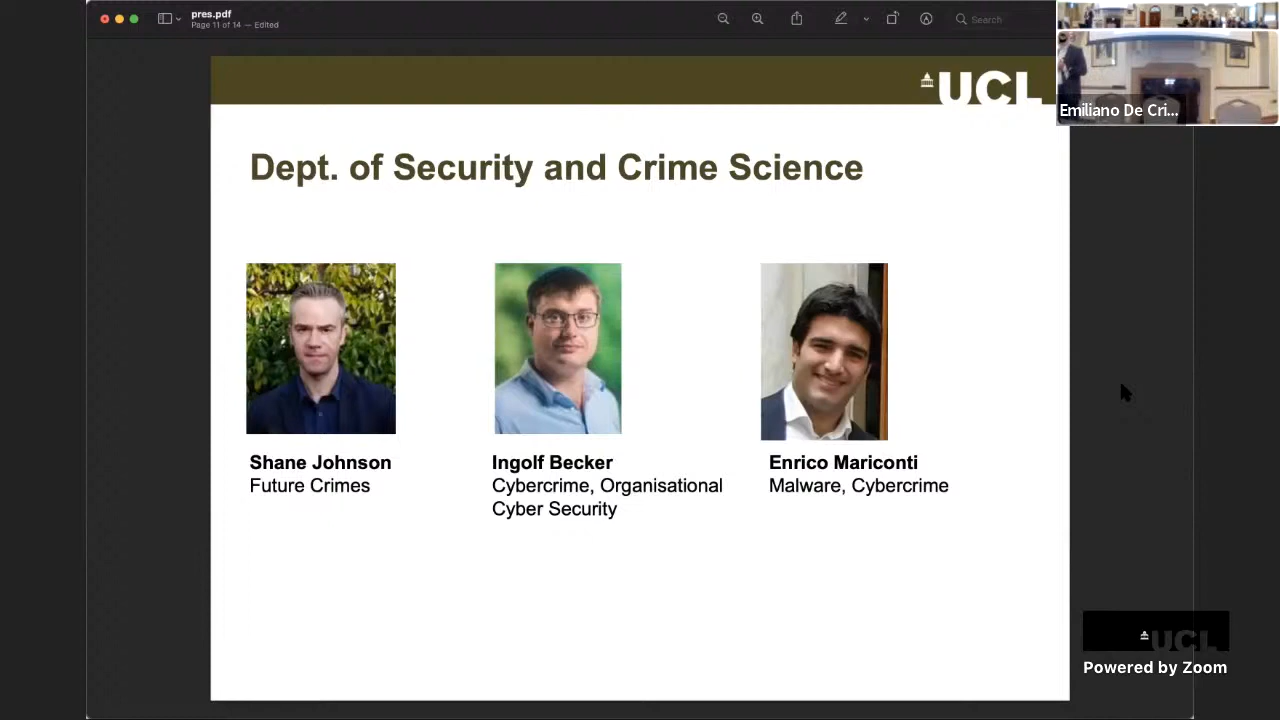 pres.pdf
Page 11 of 14 — Edited
Search
UCL
Emiliano De Cri...
Dept. of Security and Crime Science
Shane Johnson
Future Crimes
Ingolf Becker
Cybercrime, Organisational
Cyber Security
Enrico Mariconti
Malware, Cybercrime
UCL
Powered by Zoom